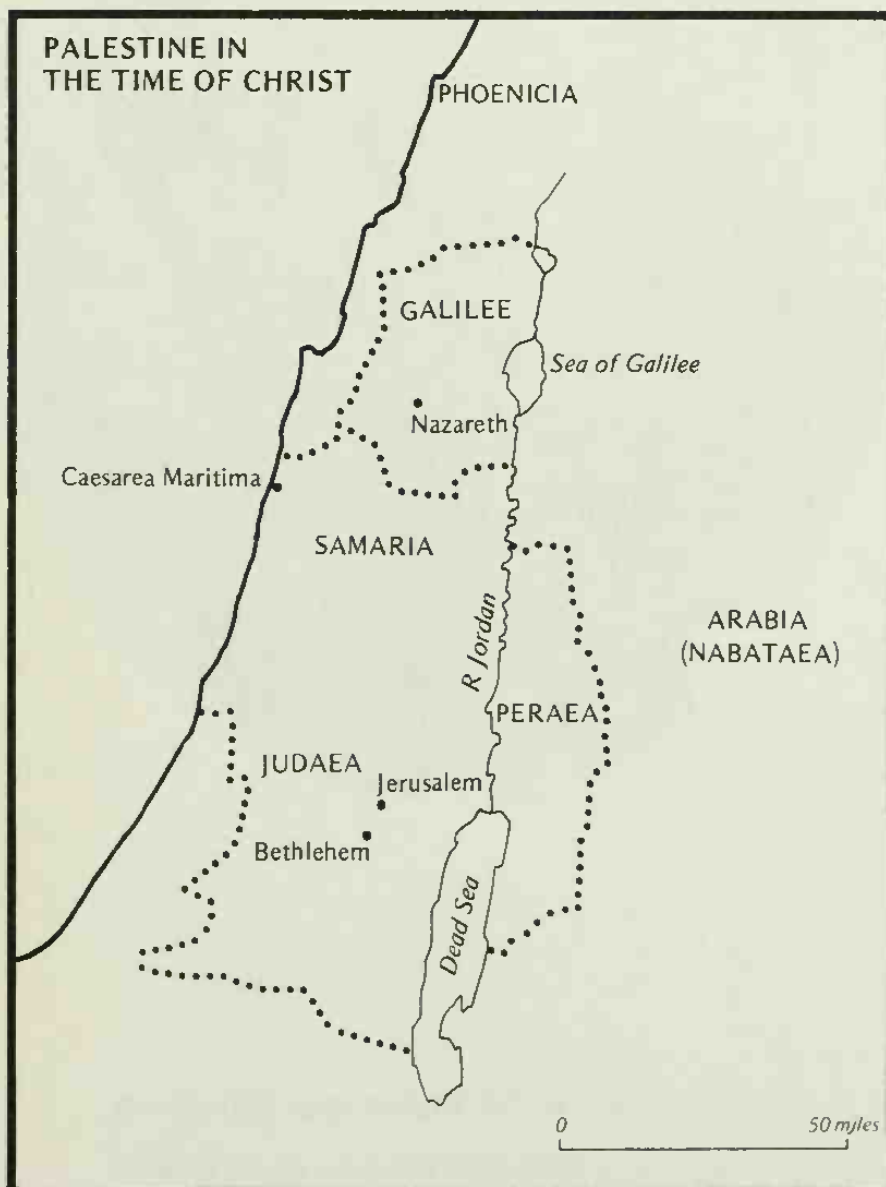 PALESTINE IN
THE TIME OF CHRIST
PHOENICIA
GALILEE
Sea of Galilee
Nazareth
Caesarea Maritima
SAMARIA
R Jordan
ARABIA
(NABATAEA)
PERAEA
JUDAEA
Jerusalem
Bethlehem
Dead Sea
0 50 miles